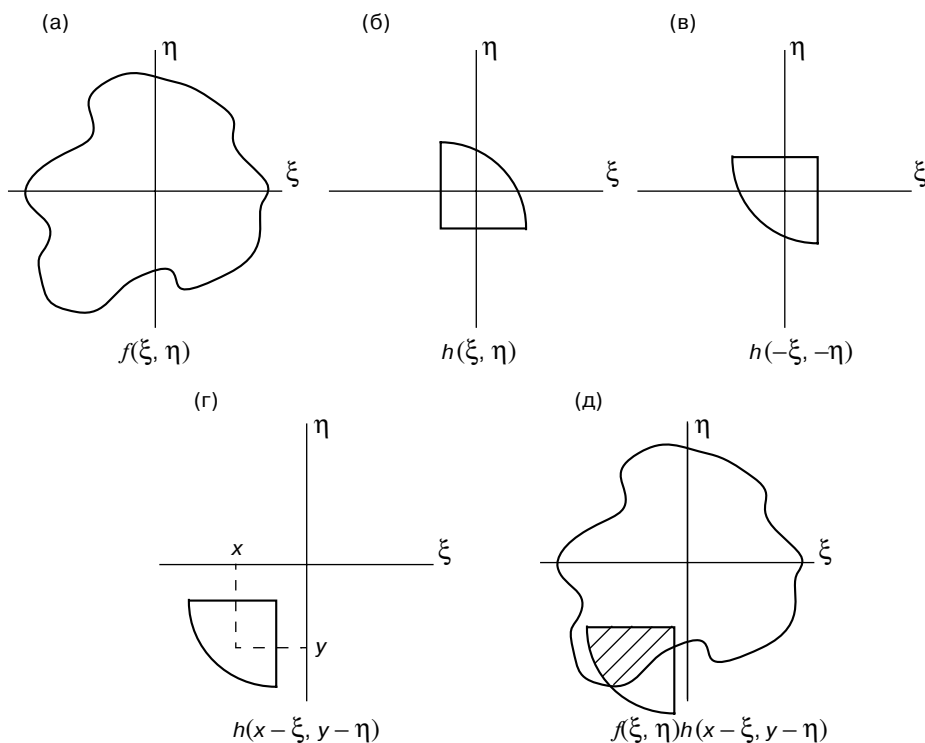 (а)
η
ξ
f(ξ, η)
(б)
η
ξ
h(ξ, η)
(в)
η
ξ
h(−ξ, −η)
(г)
η
x
ξ
y
h(x − ξ, y − η)
(д)
η
ξ
f(ξ, η)h(x − ξ, y − η)